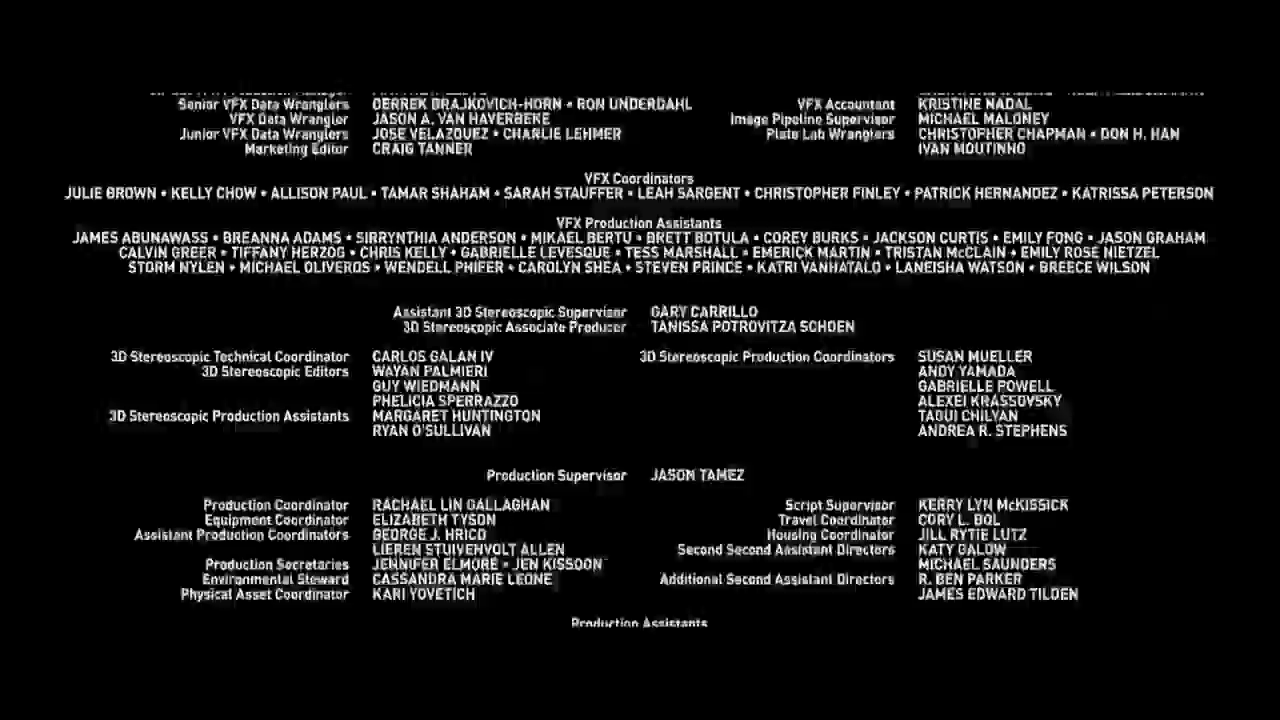 Senior VFX Data Wranglers DERREK BRAJKOVICH-HORN • RON UNDERDAHL VFX Accountant KRISTINE NADAL
VFX Data Wrangler JASON A. VAN HAVERBEKE Image Pipeline Supervisor MICHAEL MALONEY
Junior VFX Data Wranglers JOSE VELAZQUEZ • CHARLIE LEHMER Plate Lab Wranglers CHRISTOPHER CHAPMAN • DON H. HAN
Marketing Editor CRAIG TANNER IVAN MOUTINHO
VFX Coordinators
JULIE BROWN • KELLY CHOW • ALLISON PAUL • TAMAR SHAHAM • SARAH STAUFFER • LEAH SARGENT • CHRISTOPHER FINLEY • PATRICK HERNANDEZ • KATRISSA PETERSON
VFX Production Assistants
JAMES ABUNAWASS • BREANNA ADAMS • SIRRYNTHIA ANDERSON • MIKAEL BERTU • BRETT BOTULA • COREY BURKS • JACKSON CURTIS • EMILY FONG • JASON GRAHAM
CALVIN GREER • TIFFANY HERZOG • CHRIS KELLY • GABRIELLE LEVESQUE • TESS MARSHALL • EMERICK MARTIN • TRISTAN McCLAIN • EMILY ROSE NIETZEL
STORM NYLEN • MICHAEL OLIVEROS • WENDELL PHIFER • CAROLYN SHEA • STEVEN PRINCE • KATRI VANHATALO • LANEISHA WATSON • BREECE WILSON
Assistant 3D Stereoscopic Supervisor GARY CARRILLO
3D Stereoscopic Associate Producer TANISSA POTROVITZA SCHOEN
3D Stereoscopic Technical Coordinator CARLOS GALAN IV 3D Stereoscopic Production Coordinators SUSAN MUELLER
3D Stereoscopic Editors WAYAN PALMIERI ANDY YAMADA
GUY WIEDMANN GABRIELLE POWELL
PHELICIA SPERRAZZO ALEXEI KRASSOVSKY
3D Stereoscopic Production Assistants MARGARET HUNTINGTON TAGUI CHILYAN
RYAN O'SULLIVAN ANDREA R. STEPHENS
Production Supervisor JASON TAMEZ
Production Coordinator RACHAEL LIN GALLAGHAN Script Supervisor KERRY LYN McKISSICK
Equipment Coordinator ELIZABETH TYSON Travel Coordinator CORY L. BOL
Assistant Production Coordinators GEORGE J. HRICO Housing Coordinator JILL RYTIE LUTZ
LIEREN STUIVENVOLT ALLEN Second Second Assistant Directors KATY GALOW
Production Secretaries JENNIFER ELMORE • JEN KISSOON MICHAEL SAUNDERS
Environmental Steward CASSANDRA MARIE LEONE Additional Second Assistant Directors R. BEN PARKER
Physical Asset Coordinator KARI YOVETICH JAMES EDWARD TILDEN
Production Assistants